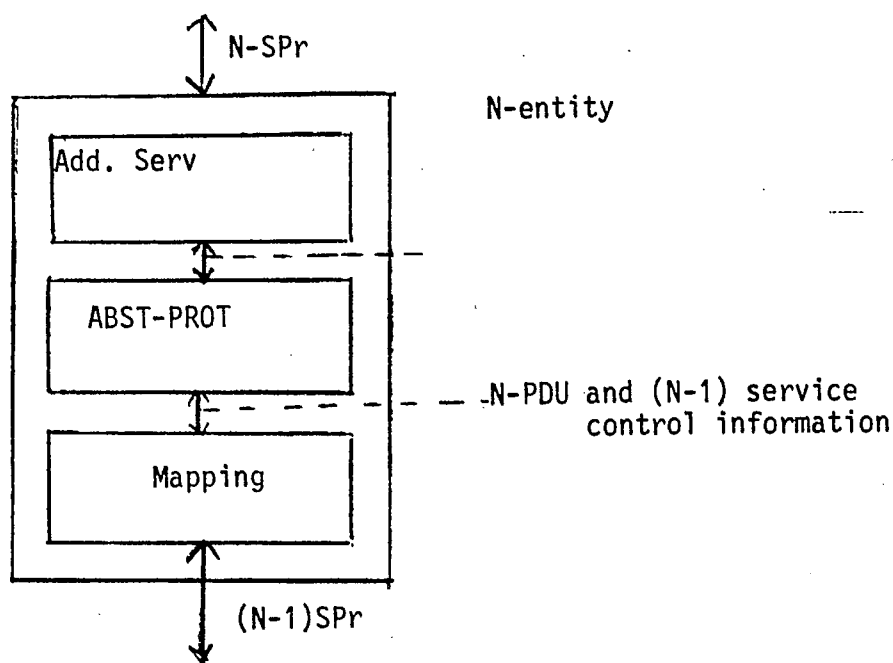 N-SPr
N-entity
Add. Serv
ABST-PROT
N-PDU and (N-1) service
control information
Mapping
(N-1)SPr